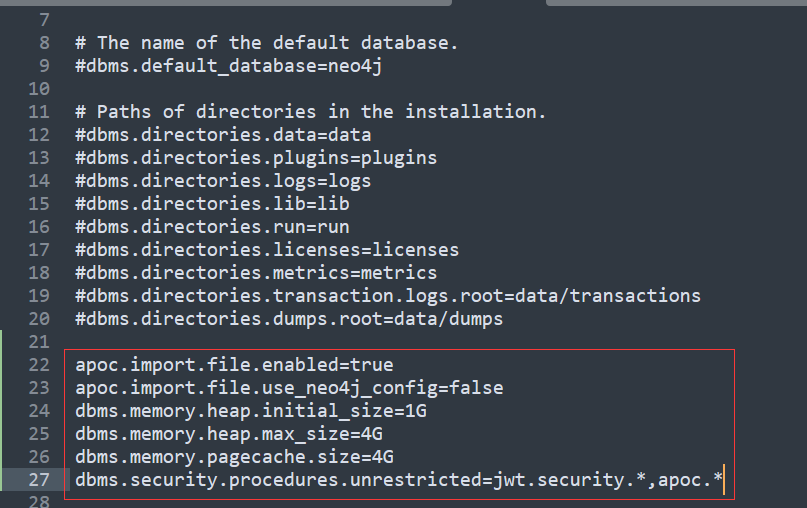 7
8 # The name of the default database.
9 #dbms.default_database=neo4j
10
11 # Paths of directories in the installation.
12 #dbms.directories.data=data
13 #dbms.directories.plugins=plugins
14 #dbms.directories.logs=logs
15 #dbms.directories.lib=lib
16 #dbms.directories.run=run
17 #dbms.directories.licenses=licenses
18 #dbms.directories.metrics=metrics
19 #dbms.directories.transaction.logs.root=data/transactions
20 #dbms.directories.dumps.root=data/dumps
21
22 apoc.import.file.enabled=true
23 apoc.import.file.use_neo4j_config=false
24 dbms.memory.heap.initial_size=1G
25 dbms.memory.heap.max_size=4G
26 dbms.memory.pagecache.size=4G
27 dbms.security.procedures.unrestricted=jwt.security.*,apoc.*
28